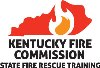 KENTUCKY FIRE
COMMISSION
STATE FIRE RESCUE TRAINING